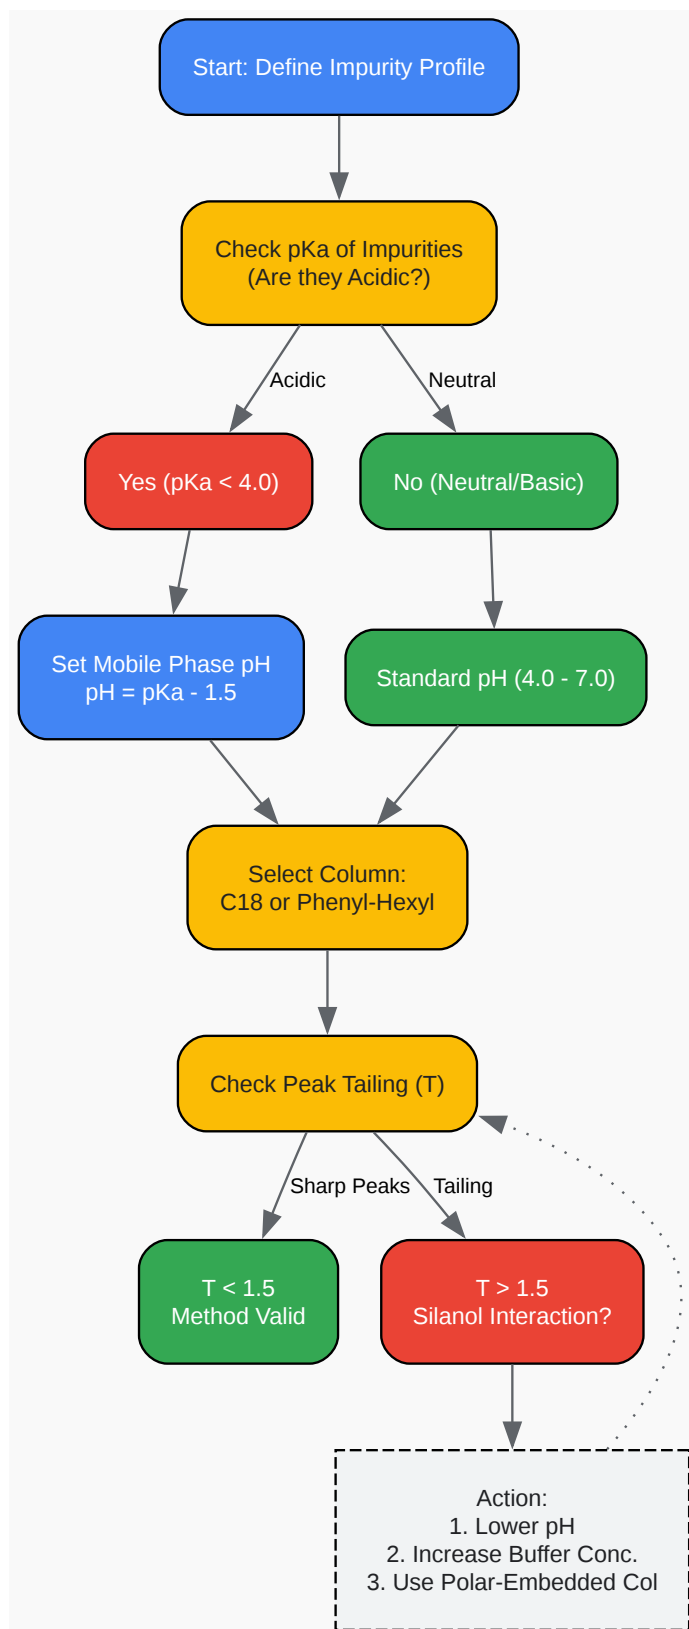 Start: Define Impurity Profile
Check pKa of Impurities
(Are they Acidic?)
Acidic
Neutral
Yes (pKa < 4.0)
No (Neutral/Basic)
Set Mobile Phase pH
pH = pKa - 1.5
Standard pH (4.0 - 7.0)
Select Column:
C18 or Phenyl-Hexyl
Check Peak Tailing (T)
Sharp Peaks
Tailing
T < 1.5
Method Valid
T > 1.5
Silanol Interaction?
Action:
1. Lower pH
2. Increase Buffer Conc.
3. Use Polar-Embedded Col